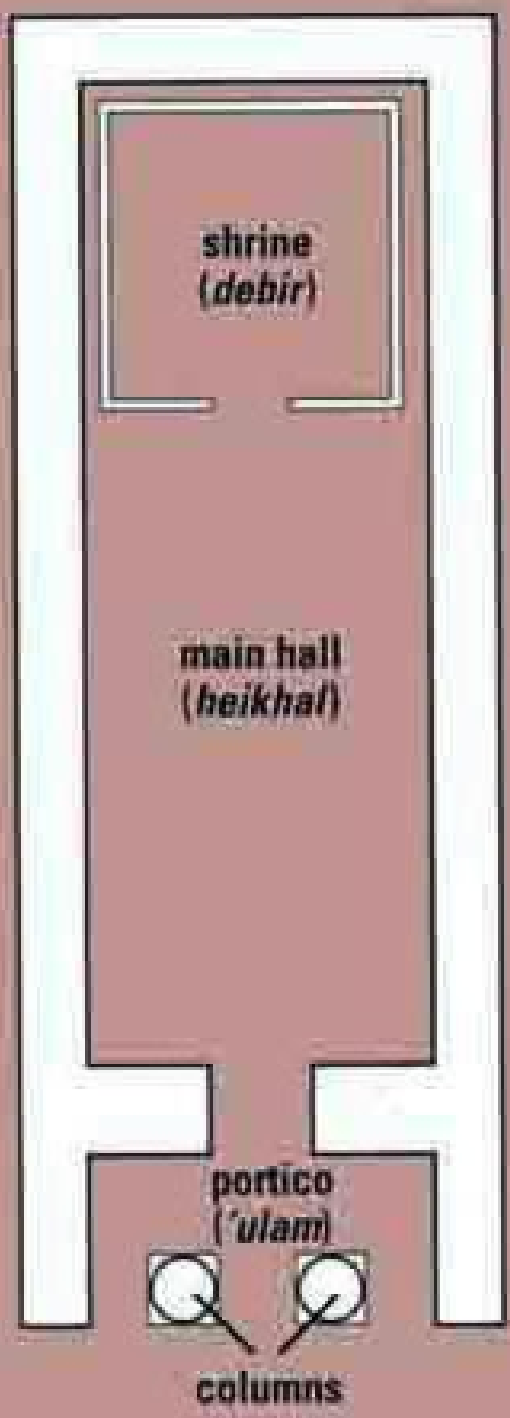 shrine
(debir)
main hall
(heikhal)
portico
('ulam)
columns